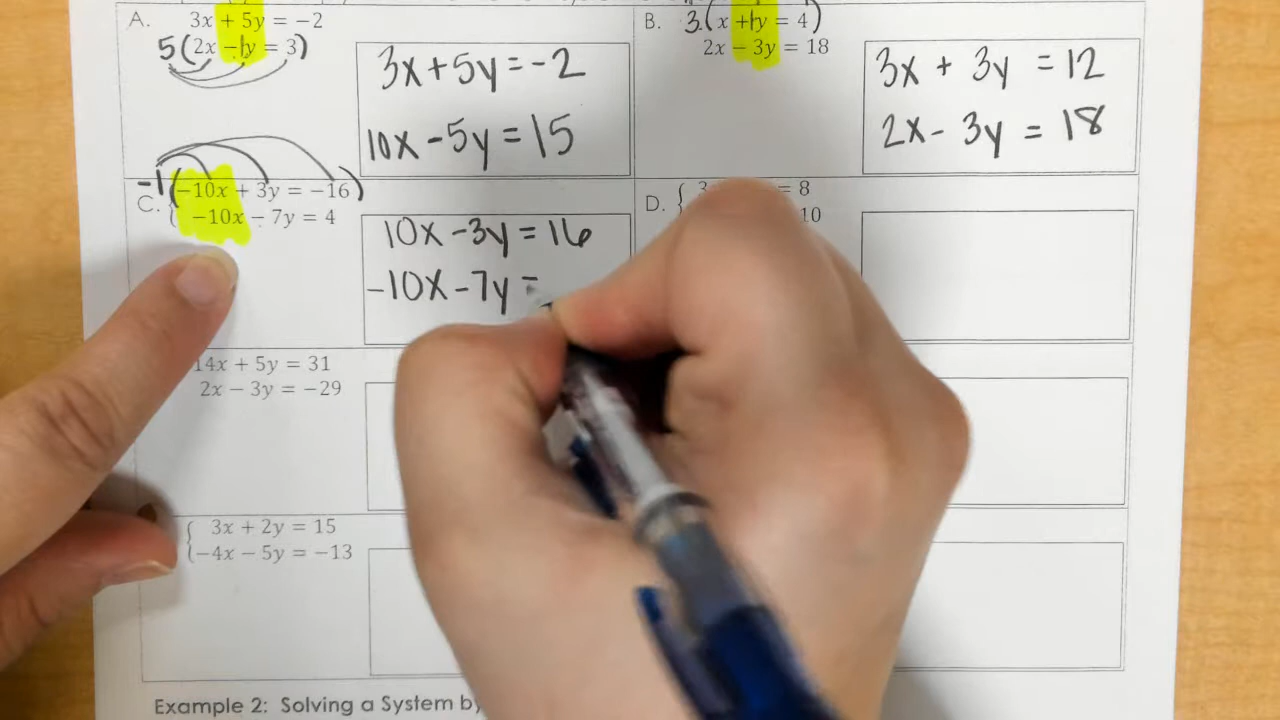 A. 3x + 5y = −2
5(2x − 1y = 3)
3x + 5y = −2
10x − 5y = 15
B. 3(x + 1y = 4)
2x − 3y = 18
3x + 3y = 12
2x − 3y = 18
C. −1(−10x + 3y = −16)
−10x − 7y = 4
10x − 3y = 16
−10x − 7y =
D. { 3 = 8
10
14x + 5y = 31
2x − 3y = −29
3x + 2y = 15
−4x − 5y = −13
Example 2: Solving a System by